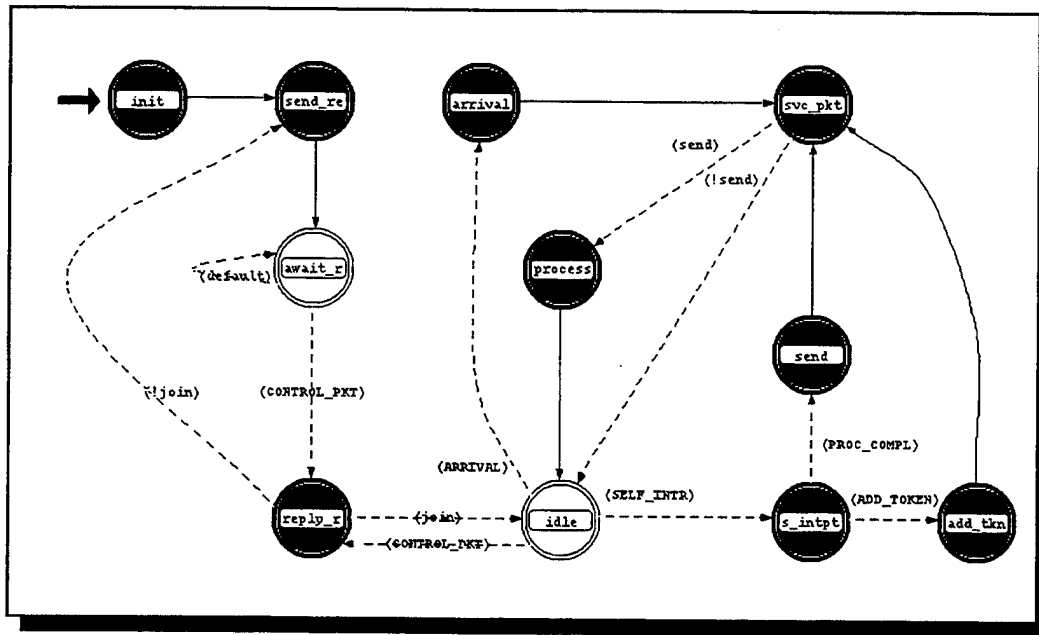 init
send_re
arrival
svc_pkt
(send)
(!send)
await_r
(default)
process
send
(!join)
(CONTROL_PKT)
(PROC_COMPL)
(ARRIVAL)
(SELF_INTR)
(ADD_TOKEN)
reply_r
(join)
idle
s_intpt
add_tkn
(CONTROL_PKT)